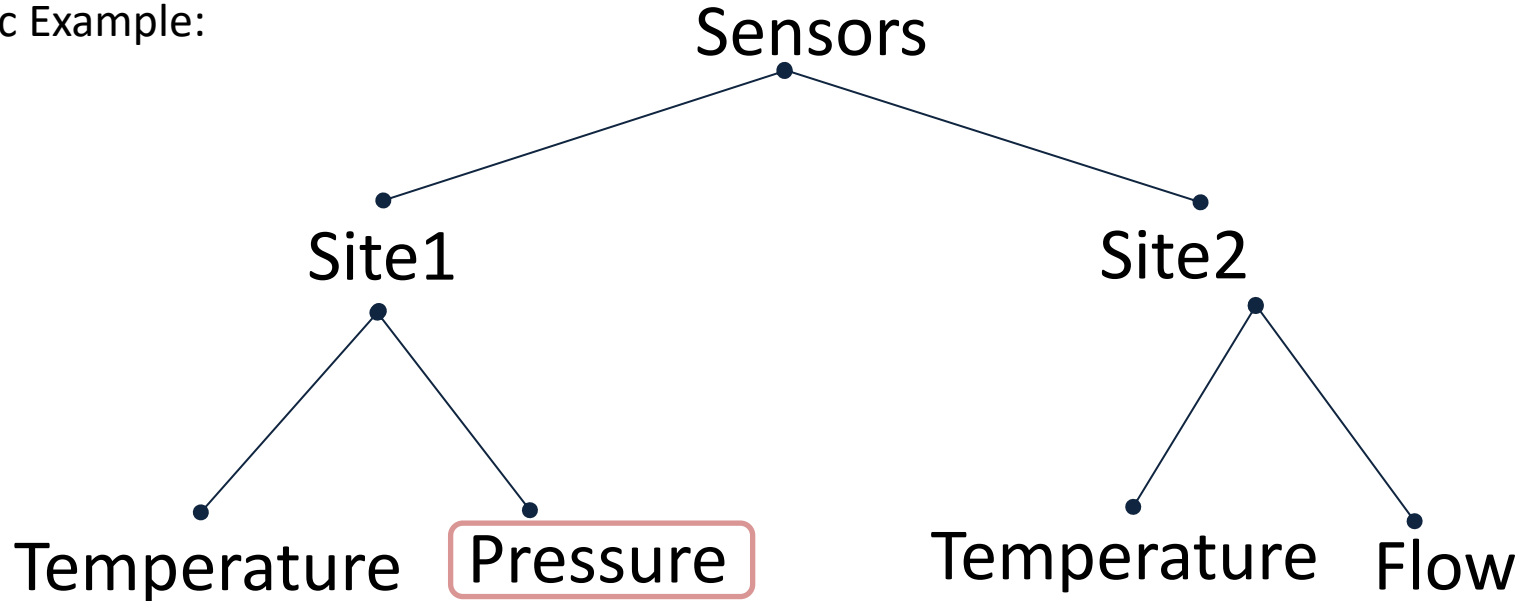 c Example:
Sensors
Site1
Site2
Temperature
Pressure
Temperature
Flow